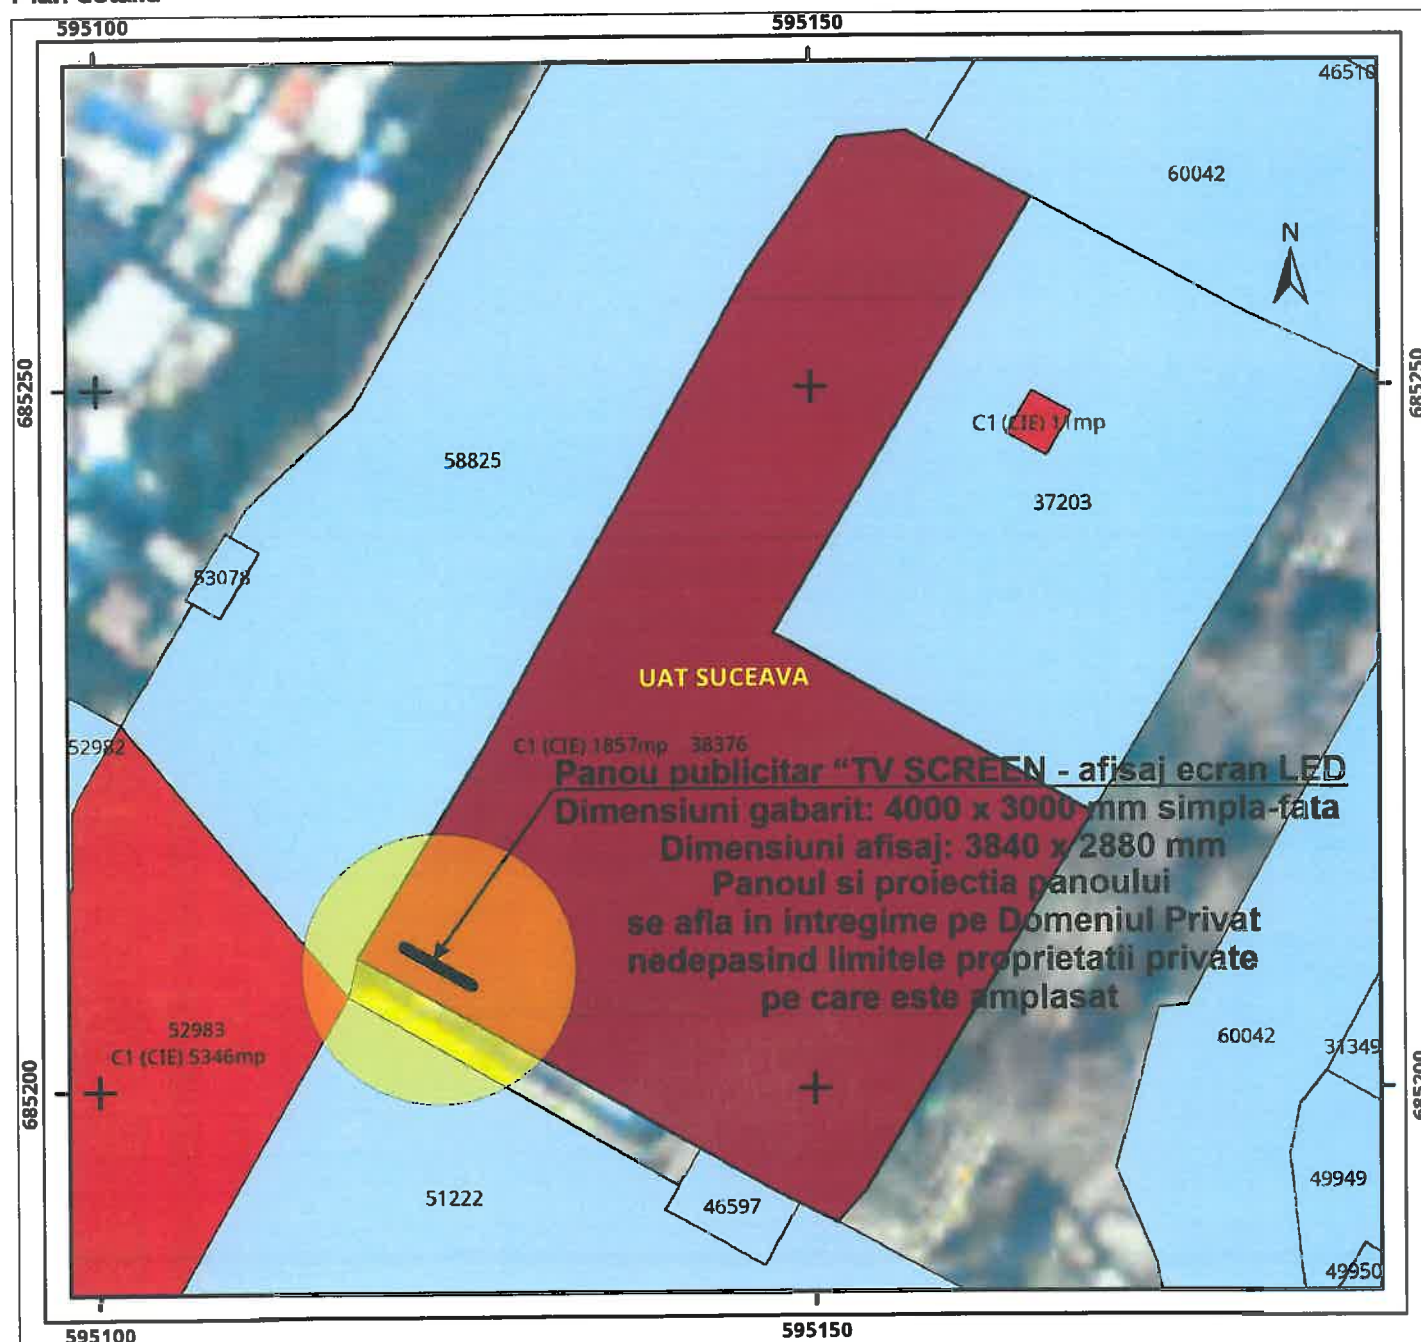 Plan detaliu
595100
595150
46510
60042
N
685250
685250
C1 (CIE) 11mp
58825
37203
53078
UAT SUCEAVA
52982
C1 (CIE) 1857mp 38376
Panou publicitar "TV SCREEN - afisaj ecran LED
Dimensiuni gabarit: 4000 x 3000 mm simpla-fata
Dimensiuni afisaj: 3840 x 2880 mm
Panoul si proiectia panoului
se afla in intregime pe Domeniul Privat
nedepasind limitele proprietatii private
pe care este amplasat
52983
C1 (CIE) 5346mp
60042
31349
685200
685200
49949
51222
46597
49950
595100
595150